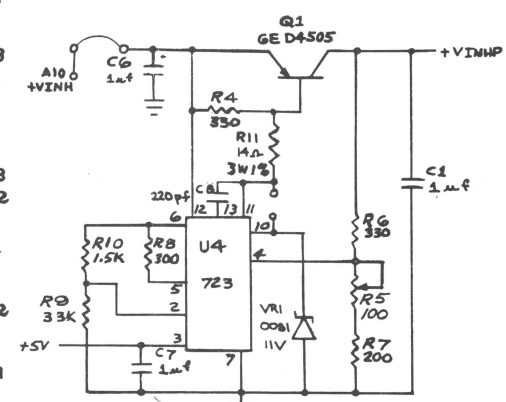 Q1
GE D4505
+VINHP
A10
+VINH
C6
1uf
R4
330
R11
14Ω
3W1%
C1
1uf
220pf C8
12 13 11
6
10
U4
723
4
R6
330
R10
1.5K
R8
300
5
R5
100
R9
33K
2
VR1
00B1
11V
+5V
3
7
R7
200
C7
1uf